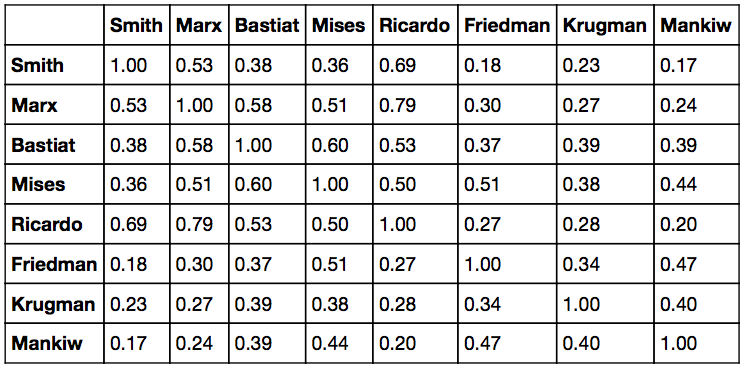 Smith Marx Bastiat Mises Ricardo Friedman Krugman Mankiw
Smith 1.00 0.53 0.38 0.36 0.69 0.18 0.23 0.17
Marx 0.53 1.00 0.58 0.51 0.79 0.30 0.27 0.24
Bastiat 0.38 0.58 1.00 0.60 0.53 0.37 0.39 0.39
Mises 0.36 0.51 0.60 1.00 0.50 0.51 0.38 0.44
Ricardo 0.69 0.79 0.53 0.50 1.00 0.27 0.28 0.20
Friedman 0.18 0.30 0.37 0.51 0.27 1.00 0.34 0.47
Krugman 0.23 0.27 0.39 0.38 0.28 0.34 1.00 0.40
Mankiw 0.17 0.24 0.39 0.44 0.20 0.47 0.40 1.00